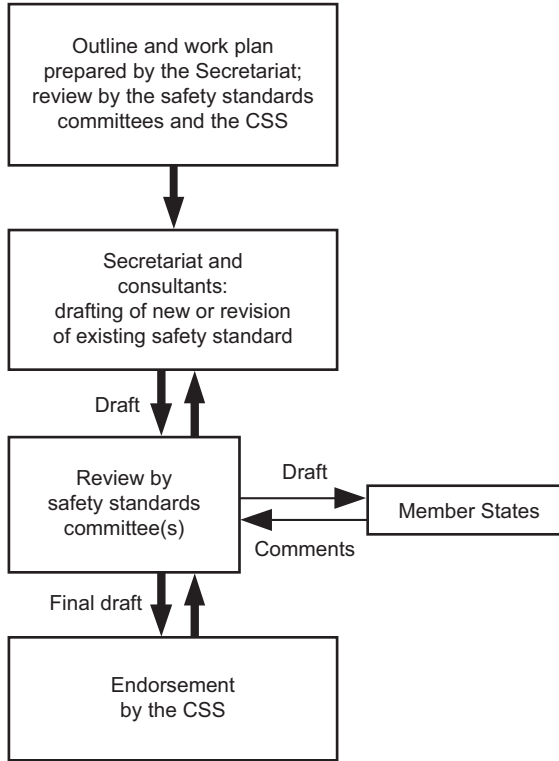 Outline and work plan
prepared by the Secretariat;
review by the safety standards
committees and the CSS
Secretariat and
consultants:
drafting of new or revision
of existing safety standard
Draft
Review by
safety standards
committee(s)
Draft
Member States
Comments
Final draft
Endorsement
by the CSS